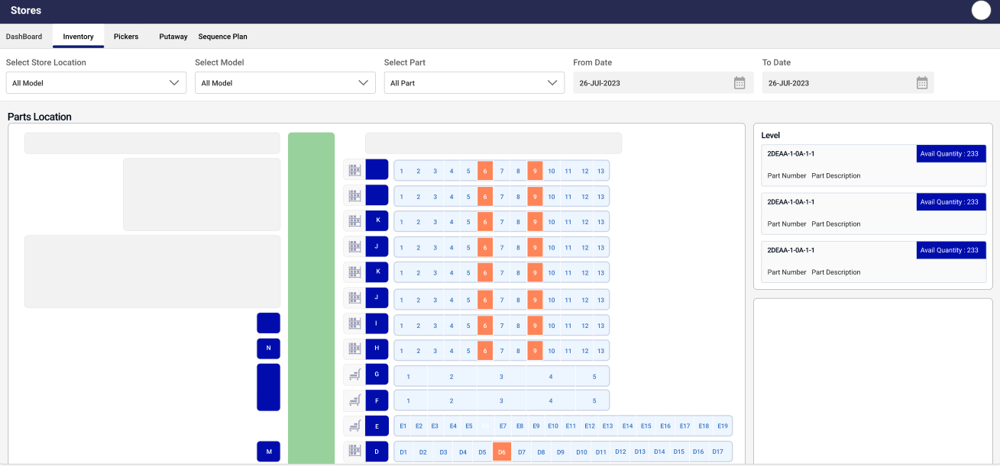 Stores
DashBoard Inventory Pickers Putaway Sequence Plan
Select Store Location Select Model Select Part From Date To Date
All Model All Model All Part 26-JUl-2023 26-JUl-2023
Parts Location
Level
2DEAA-1-0A-1-1 Avail Quantity : 233
Part Number Part Description
2DEAA-1-0A-1-1 Avail Quantity : 233
Part Number Part Description
2DEAA-1-0A-1-1 Avail Quantity : 233
Part Number Part Description
1 2 3 4 5 6 7 8 9 10 11 12 13
1 2 3 4 5 6 7 8 9 10 11 12 13
K 1 2 3 4 5 6 7 8 9 10 11 12 13
J 1 2 3 4 5 6 7 8 9 10 11 12 13
K 1 2 3 4 5 6 7 8 9 10 11 12 13
J 1 2 3 4 5 6 7 8 9 10 11 12 13
I 1 2 3 4 5 6 7 8 9 10 11 12 13
N H 1 2 3 4 5 6 7 8 9 10 11 12 13
G 1 2 3 4 5
F 1 2 3 4 5
E E1 E2 E3 E4 E5 E7 E8 E9 E10 E11 E12 E13 E14 E15 E16 E17 E18 E19
M D D1 D2 D3 D4 D5 D6 D7 D8 D9 D10 D11 D12 D13 D14 D15 D16 D17